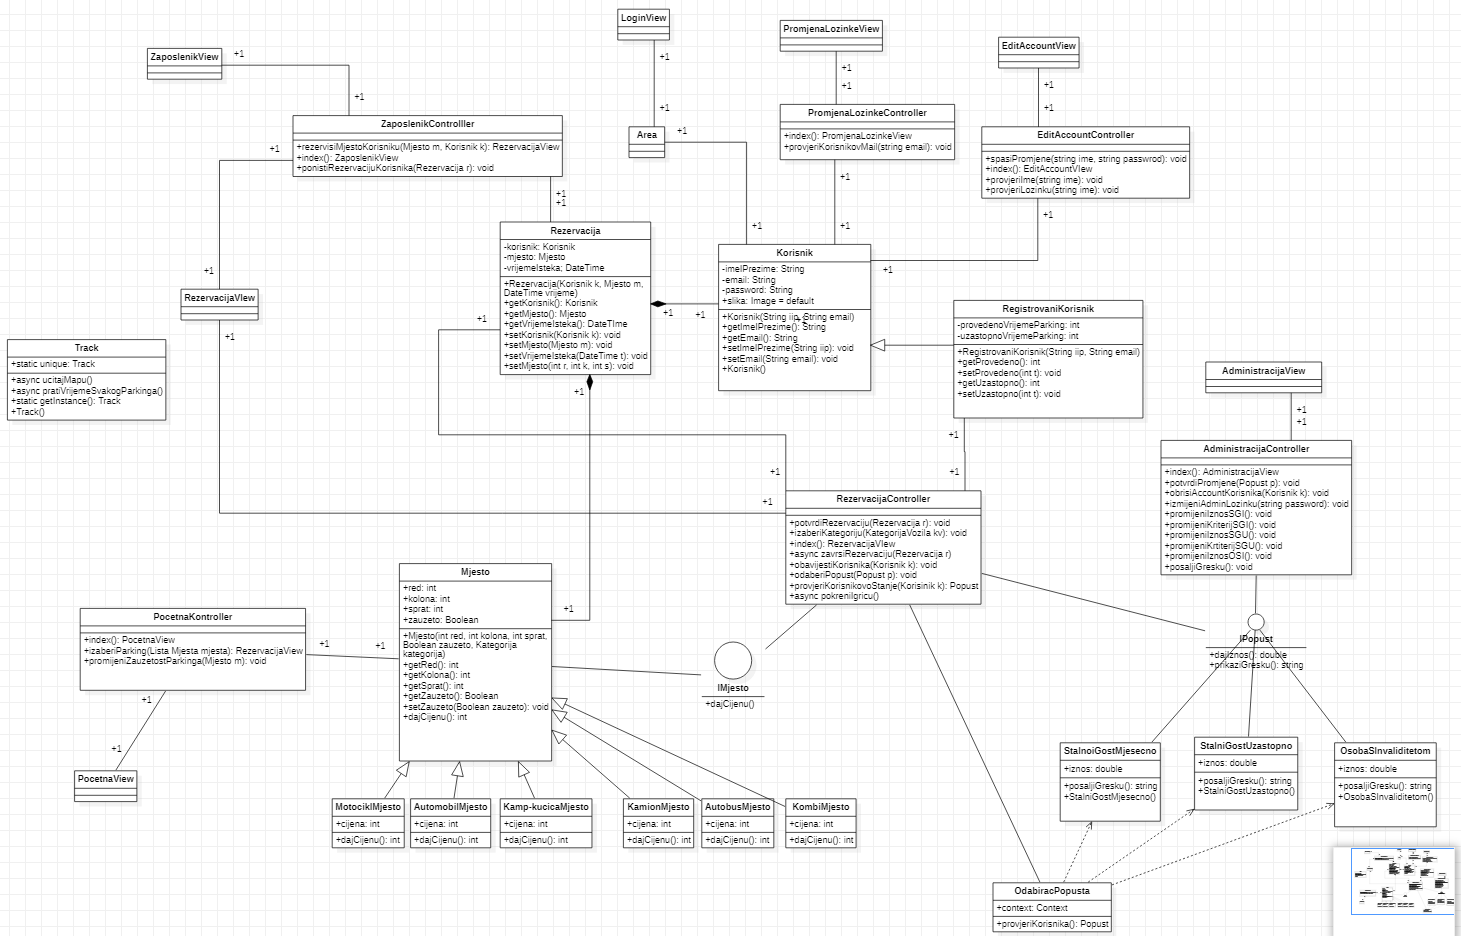 LoginView
PromjenaLozinkeView
EditAccountView
ZaposlenikView
+1
+1
+1
+1
+1
+1
+1
+1
+1
ZaposlenikControlller
+rezervisiMjestoKorisniku(Mjesto m, Korisnik k): RezervacijaView
+index(): ZaposlenikView
+ponistiRezervacijuKorisnika(Rezervacija r): void
Area
+1
PromjenaLozinkeController
+index(): PromjenaLozinkeView
+provjeriKorisnikovMail(string email): void
EditAccountController
+spasiPromjene(string ime, string passwrod): void
+index(): EditAccountVIew
+provjeriIme(string ime): void
+provjeriLozinku(string ime): void
+1
+1
+1
+1
+1
+1
+1
+1
+1
+1
Rezervacija
-korisnik: Korisnik
-mjesto: Mjesto
-vrijemeIsteka: DateTime
+Rezervacija(Korisnik k, Mjesto m,
DateTime vrijeme)
+getKorisnik(): Korisnik
+getMjesto(): Mjesto
+getVrijemeIsteka(): DateTIme
+setKorisnik(Korisnik k): void
+setMjesto(Mjesto m): void
+setVrijemeIsteka(DateTime t): void
+setMjesto(int r, int k, int s): void
Korisnik
-imeIPrezime: String
-email: String
-password: String
+slika: Image = default
+Korisnik(String iip, String email)
+getImeIPrezime(): String
+getEmail(): String
+setImeIPrezime(String iip): void
+setEmail(String email): void
+Korisnik()
RezervacijaVIew
+1
+1
+1
+1
RegistrovaniKorisnik
-provedenoVrijemeParking: int
-uzastopnoVrijemeParking: int
+RegistrovaniKorisnik(String iip, String email)
+getProvedeno(): int
+setProvedeno(int t): void
+getUzastopno(): int
+setUzastopno(int t): void
Track
+static unique: Track
+async ucitajMapu()
+async pratiVrijemeSvakogParkinga()
+static getInstance(): Track
+Track()
AdministracijaView
+1
+1
+1
+1
+1
+1
+1
AdministracijaController
+index(): AdministracijaView
+potvrdiPromjene(Popust p): void
+obrisiAccountKorisnika(Korisnik k): void
+izmijeniAdminLozinku(string password): void
+promijeniIznosSGI(): void
+promijeniKriterijSGI(): void
+promijeniIznosSGU(): void
+promijeniKrtiterijSGU(): void
+promijeniIznosOSI(): void
+posaljiGresku(): void
RezervacijaController
+potvrdiRezervaciju(Rezervacija r): void
+izaberiKategoriju(KategorijaVozila kv): void
+index(): RezervacijaVIew
+async zavrsiRezervaciju(Rezervacija r)
+obavijestiKorisnika(Korisnik k): void
+odaberiPopust(Popust p): void
+provjeriKorisnikovoStanje(Korisinik k): Popust
+async pokreniIgricu()
Mjesto
+red: int
+kolona: int
+sprat: int
+zauzeto: Boolean
+Mjesto(int red, int kolona, int sprat,
Boolean zauzeto, Kategorija
kategorija)
+getRed(): int
+getKolona(): int
+getSprat(): int
+getZauzeto(): Boolean
+setZauzeto(Boolean zauzeto): void
+dajCijenu(): int
+1
PocetnaKontroller
+index(): PocetnaView
+izaberiParking(Lista Mjesta mjesta): RezervacijaView
+promijeniZauzetostParkinga(Mjesto m): void
+1
+1
+1
+1
PocetnaView
IMjesto
+dajCijenu()
IPopust
+dajIznos(): double
+prikaziGresku(): string
StalnoiGostMjesecno
+iznos: double
+posaljiGresku(): string
+StalniGostMjesecno()
StalniGostUzastopno
+iznos: double
+posaljiGresku(): string
+StalniGostUzastopno()
OsobaSInvaliditetom
+iznos: double
+posaljiGresku(): string
+OsobaSInvaliditetom()
MotociklMjesto
+cijena: int
+dajCijenu(): int
AutomobilMjesto
+cijena: int
+dajCijenu(): int
Kamp-kucicaMjesto
+cijena: int
+dajCijenu(): int
KamionMjesto
+cijena: int
+dajCijenu(): int
AutobusMjesto
+cijena: int
+dajCijenu(): int
KombiMjesto
+cijena: int
+dajCijenu(): int
OdabiracPopusta
+context: Context
+provjeriKorisnika(): Popust